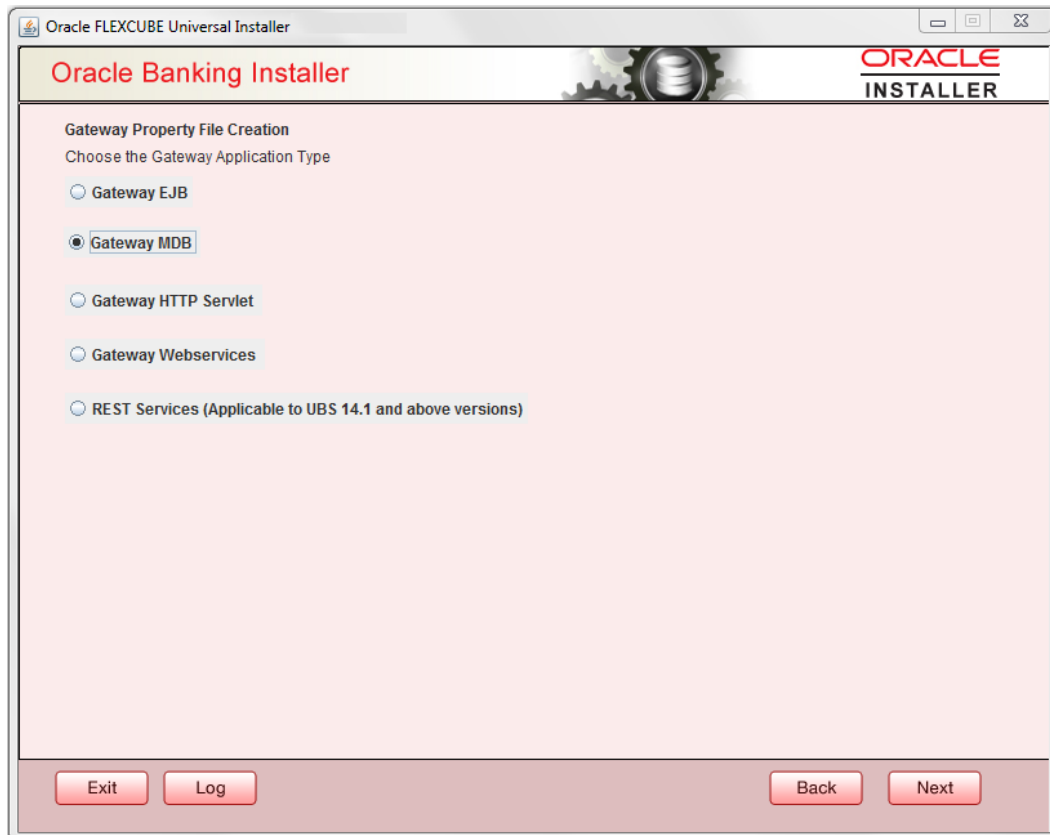 Oracle FLEXCUBE Universal Installer
Oracle Banking Installer
ORACLE
INSTALLER
Gateway Property File Creation
Choose the Gateway Application Type
Gateway EJB
Gateway MDB
Gateway HTTP Servlet
Gateway Webservices
REST Services (Applicable to UBS 14.1 and above versions)
Exit Log Back Next